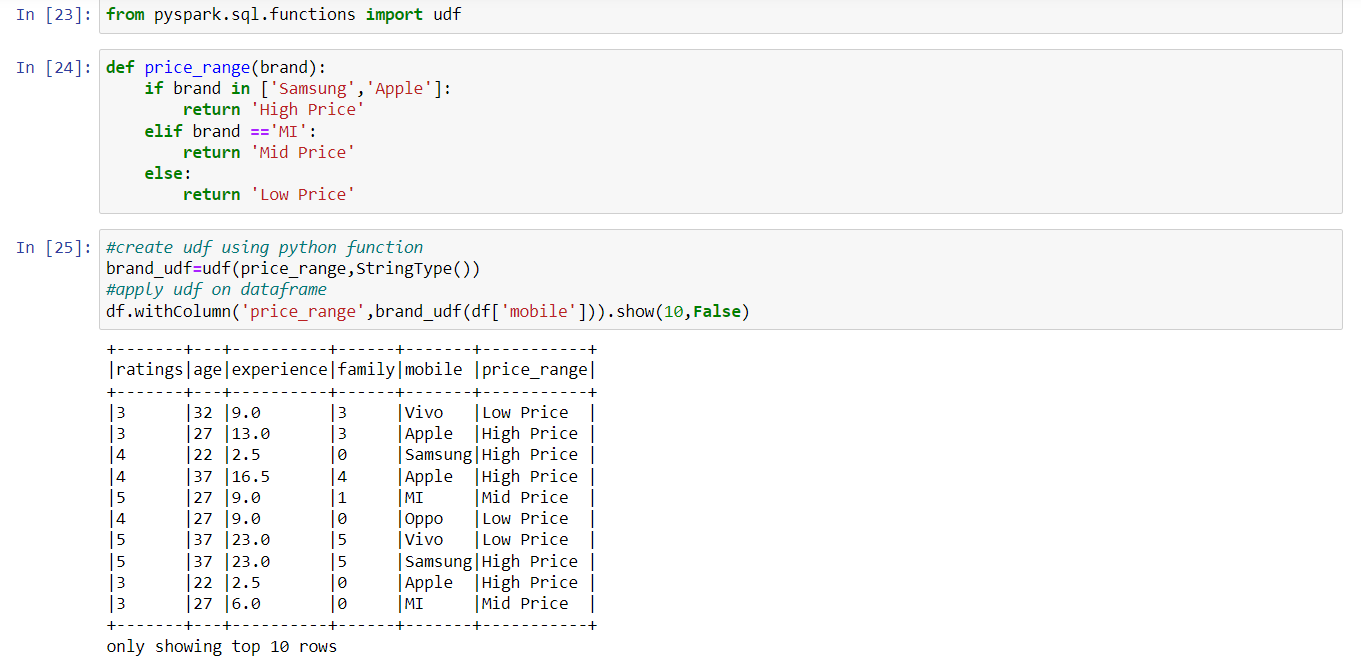 In [23]: from pyspark.sql.functions import udf
In [24]: def price_range(brand):
    if brand in ['Samsung','Apple']:
        return 'High Price'
    elif brand =='MI':
        return 'Mid Price'
    else:
        return 'Low Price'
In [25]: #create udf using python function
brand_udf=udf(price_range,StringType())
#apply udf on dataframe
df.withColumn('price_range',brand_udf(df['mobile'])).show(10,False)
+-------+---+----------+------+-------+-----------+
|ratings|age|experience|family|mobile |price_range|
+-------+---+----------+------+-------+-----------+
|3      |32 |9.0       |3     |Vivo   |Low Price  |
|3      |27 |13.0      |3     |Apple  |High Price |
|4      |22 |2.5       |0     |Samsung|High Price |
|4      |37 |16.5      |4     |Apple  |High Price |
|5      |27 |9.0       |1     |MI     |Mid Price  |
|4      |27 |9.0       |0     |Oppo   |Low Price  |
|5      |37 |23.0      |5     |Vivo   |Low Price  |
|5      |37 |23.0      |5     |Samsung|High Price |
|3      |22 |2.5       |0     |Apple  |High Price |
|3      |27 |6.0       |0     |MI     |Mid Price  |
+-------+---+----------+------+-------+-----------+
only showing top 10 rows